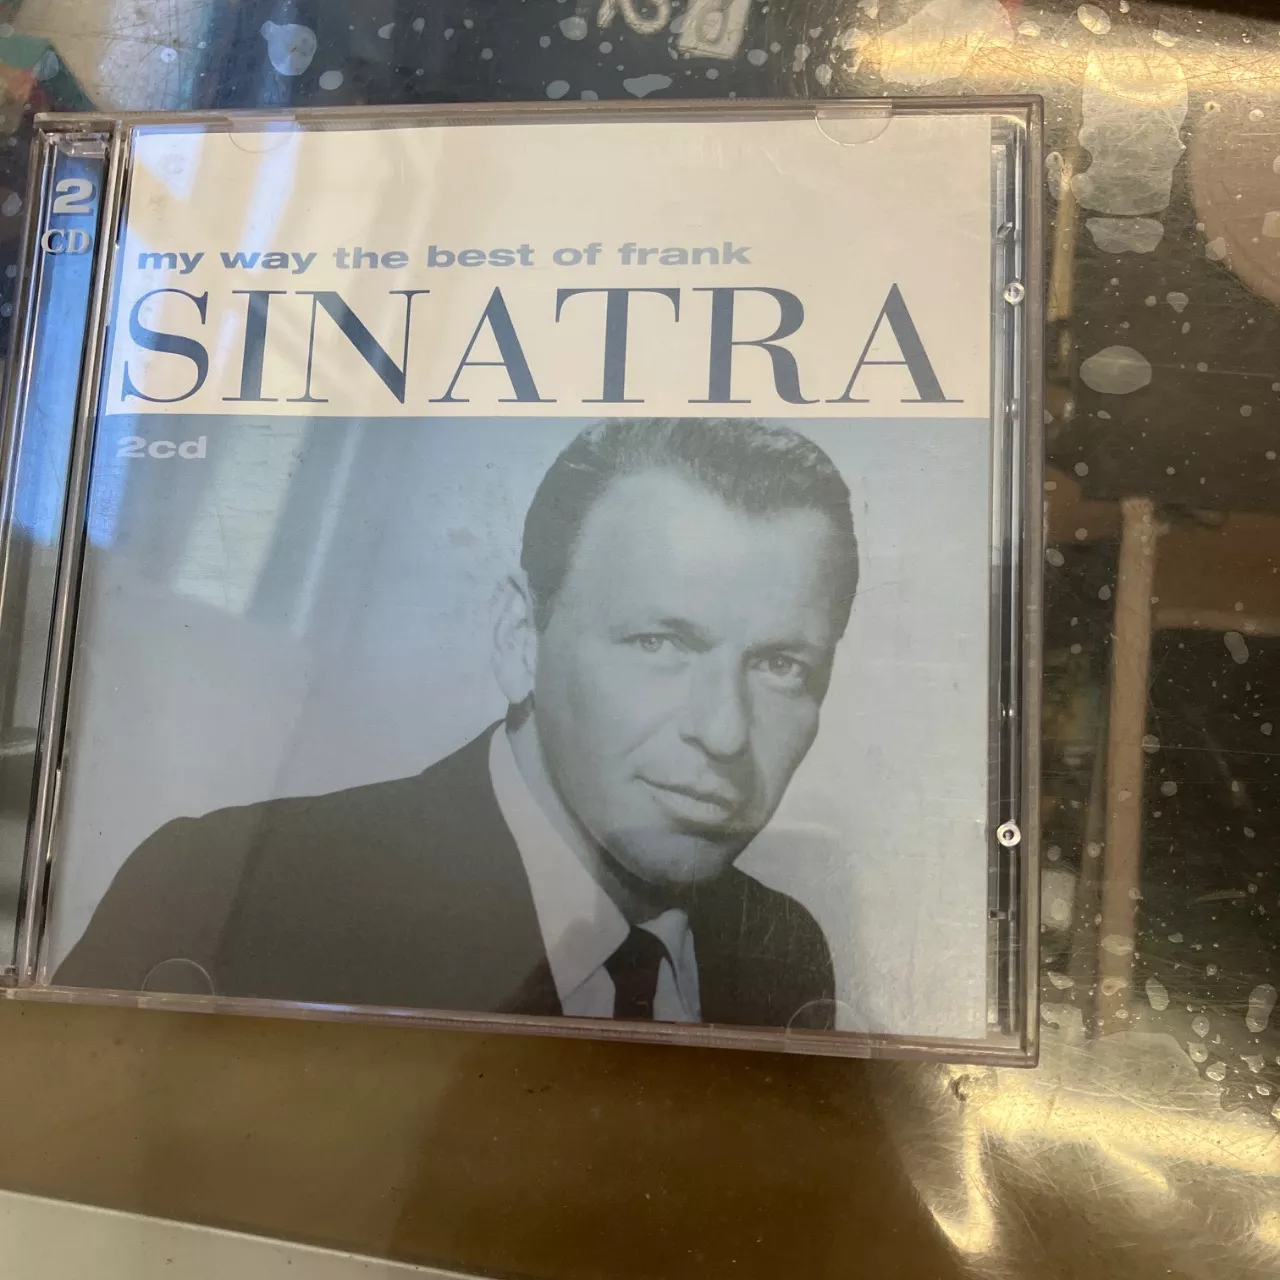 2
CD
my way the best of frank
SINATRA
2cd